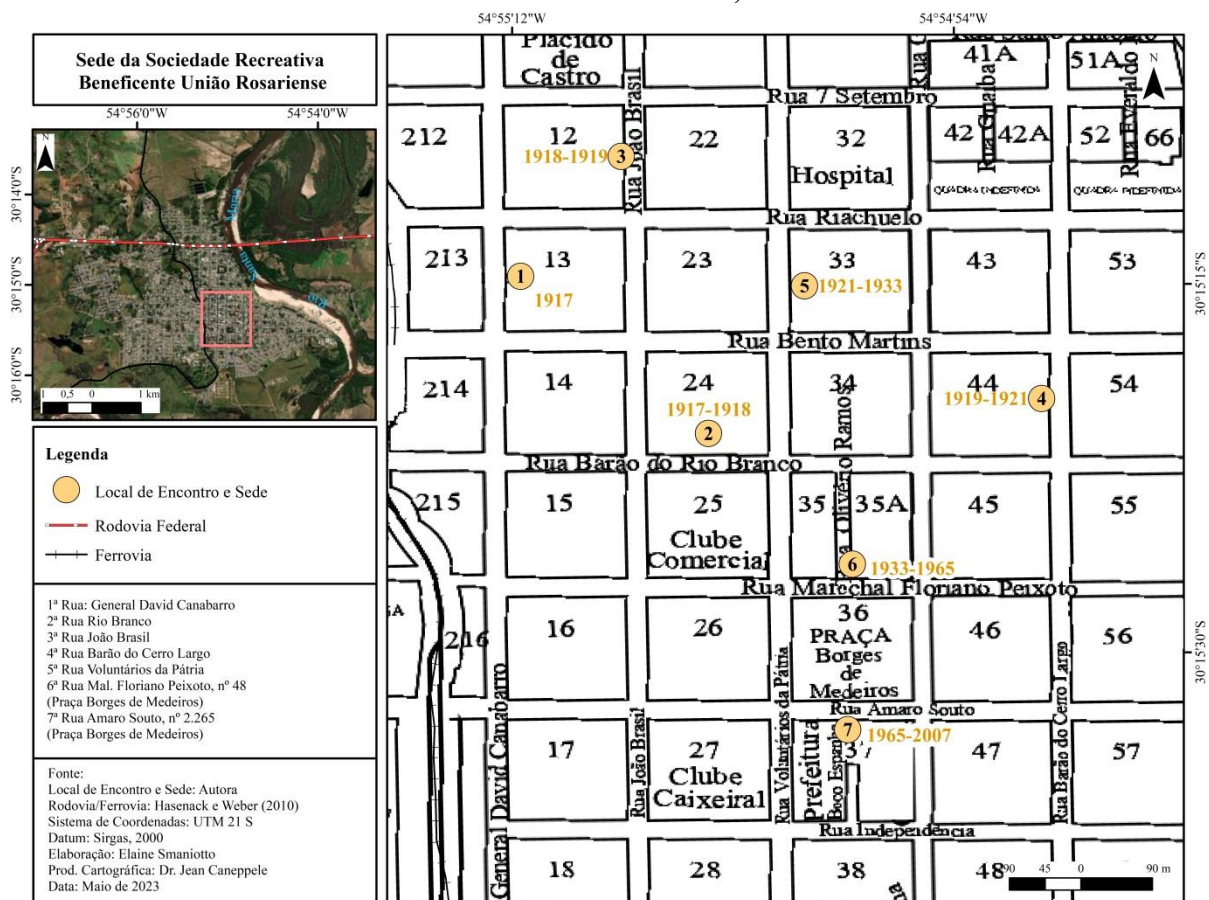 Sede da Sociedade Recreativa
Beneficente União Rosariense
54°56'0"W
54°54'0"W
30°14'0"S
30°15'0"S
30°16'0"S
N
Rio
Santa
Maria
1 0,5 0 1 km
Legenda
Local de Encontro e Sede
Rodovia Federal
Ferrovia
1ª Rua: General David Canabarro
2ª Rua Rio Branco
3ª Rua João Brasil
4ª Rua Barão do Cerro Largo
5ª Rua Voluntários da Pátria
6ª Rua Mal. Floriano Peixoto, nº 48
(Praça Borges de Medeiros)
7ª Rua Amaro Souto, nº 2.265
(Praça Borges de Medeiros)
Fonte:
Local de Encontro e Sede: Autora
Rodovia/Ferrovia: Hasenack e Weber (2010)
Sistema de Coordenadas: UTM 21 S
Datum: Sirgas, 2000
Elaboração: Elaine Smaniotto
Prod. Cartográfica: Dr. Jean Caneppele
Data: Maio de 2023
54°55'12"W
54°54'54"W
30°15'15"S
30°15'30"S
N
Placido
de
Castro
41A
51A
Rua 7 Setembro
Rua João Brasil
Rua Guaiba
Rua Everaldo
212
12
22
32
42
42A
52
66
1918-1919
3
Hospital
QUADRA INDEFINIDA
QUADRA INDEFINIDA
Rua Riachuelo
213
13
23
33
43
53
1
1917
5
1921-1933
Rua Bento Martins
214
14
24
34
44
54
1917-1918
2
1919-1921
4
Rua Barão do Rio Branco
Rua Olivério Ramos
215
15
25
35
35A
45
55
Clube
Comercial
6
1933-1965
Rua Marechal Floriano Peixoto
216
16
26
36
46
56
PRAÇA
Borges
de
Medeiros
Rua Amaro Souto
General David Canabarro
Rua João Brasil
Rua Voluntários da Pátria
Rua Barão do Cerro Largo
7
1965-2007
17
27
47
57
Clube
Caixeiral
Prefeitura
Beco Espanha
Rua Independência
18
28
38
48
90 45 0 90 m